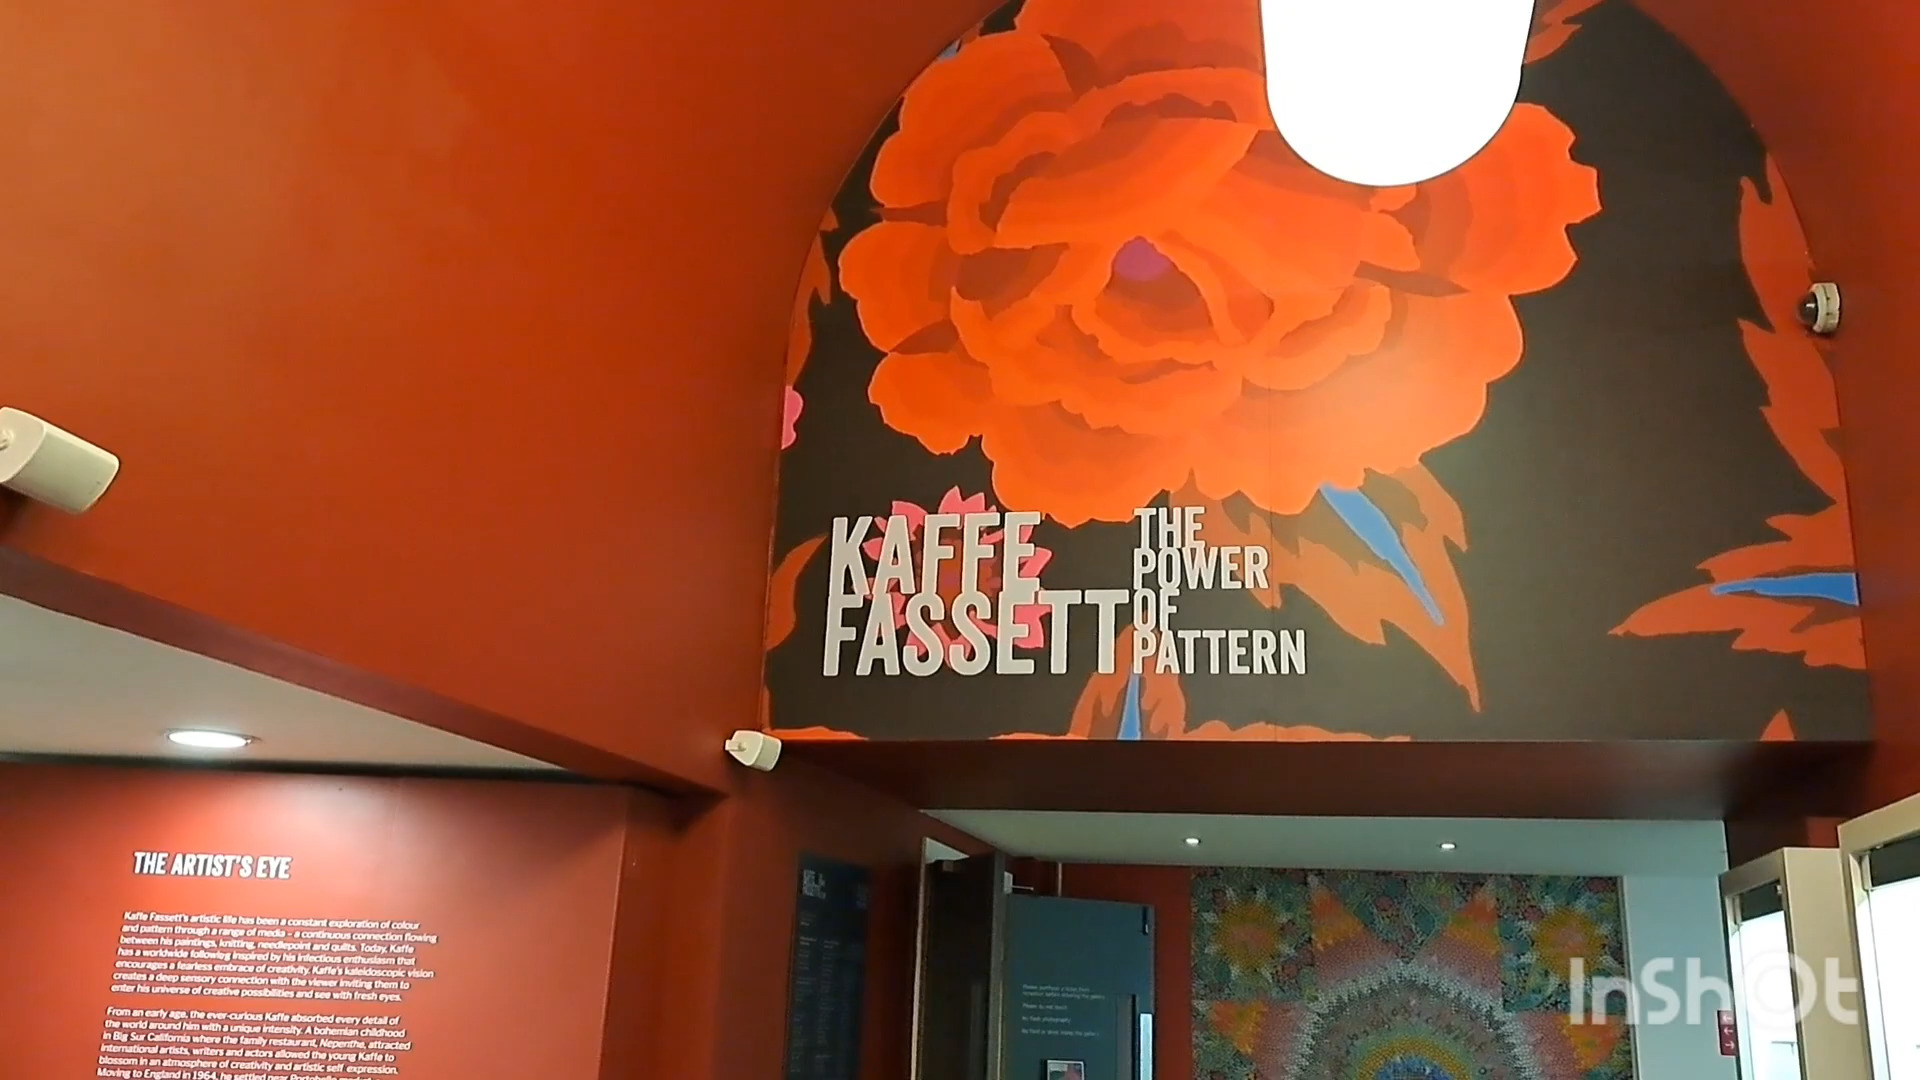 KAFFE
FASSETT
THE
POWER
OF
PATTERN
THE ARTIST'S EYE
Kaffe Fassett's artistic life has been a constant exploration of colour
and pattern through a range of media - a continuous connection flowing
between his paintings, knitting, needlepoint and quilts. Today, Kaffe
has a worldwide following inspired by his infectious enthusiasm that
encourages a fearless embrace of creativity. Kaffe's kaleidoscopic vision
creates a deep sensory connection with the viewer inviting them to
enter his universe of creative possibilities and see with fresh eyes.
From an early age, the ever-curious Kaffe absorbed every detail of
the world around him with a unique intensity. A bohemian childhood
in Big Sur California where the family restaurant, Nepenthe, attracted
international artists, writers and actors allowed the young Kaffe to
blossom in an atmosphere of creativity and artistic self expression.
Moving to England in 1964, he settled near Portobello
Please do not touch
No flash photography
InShOt